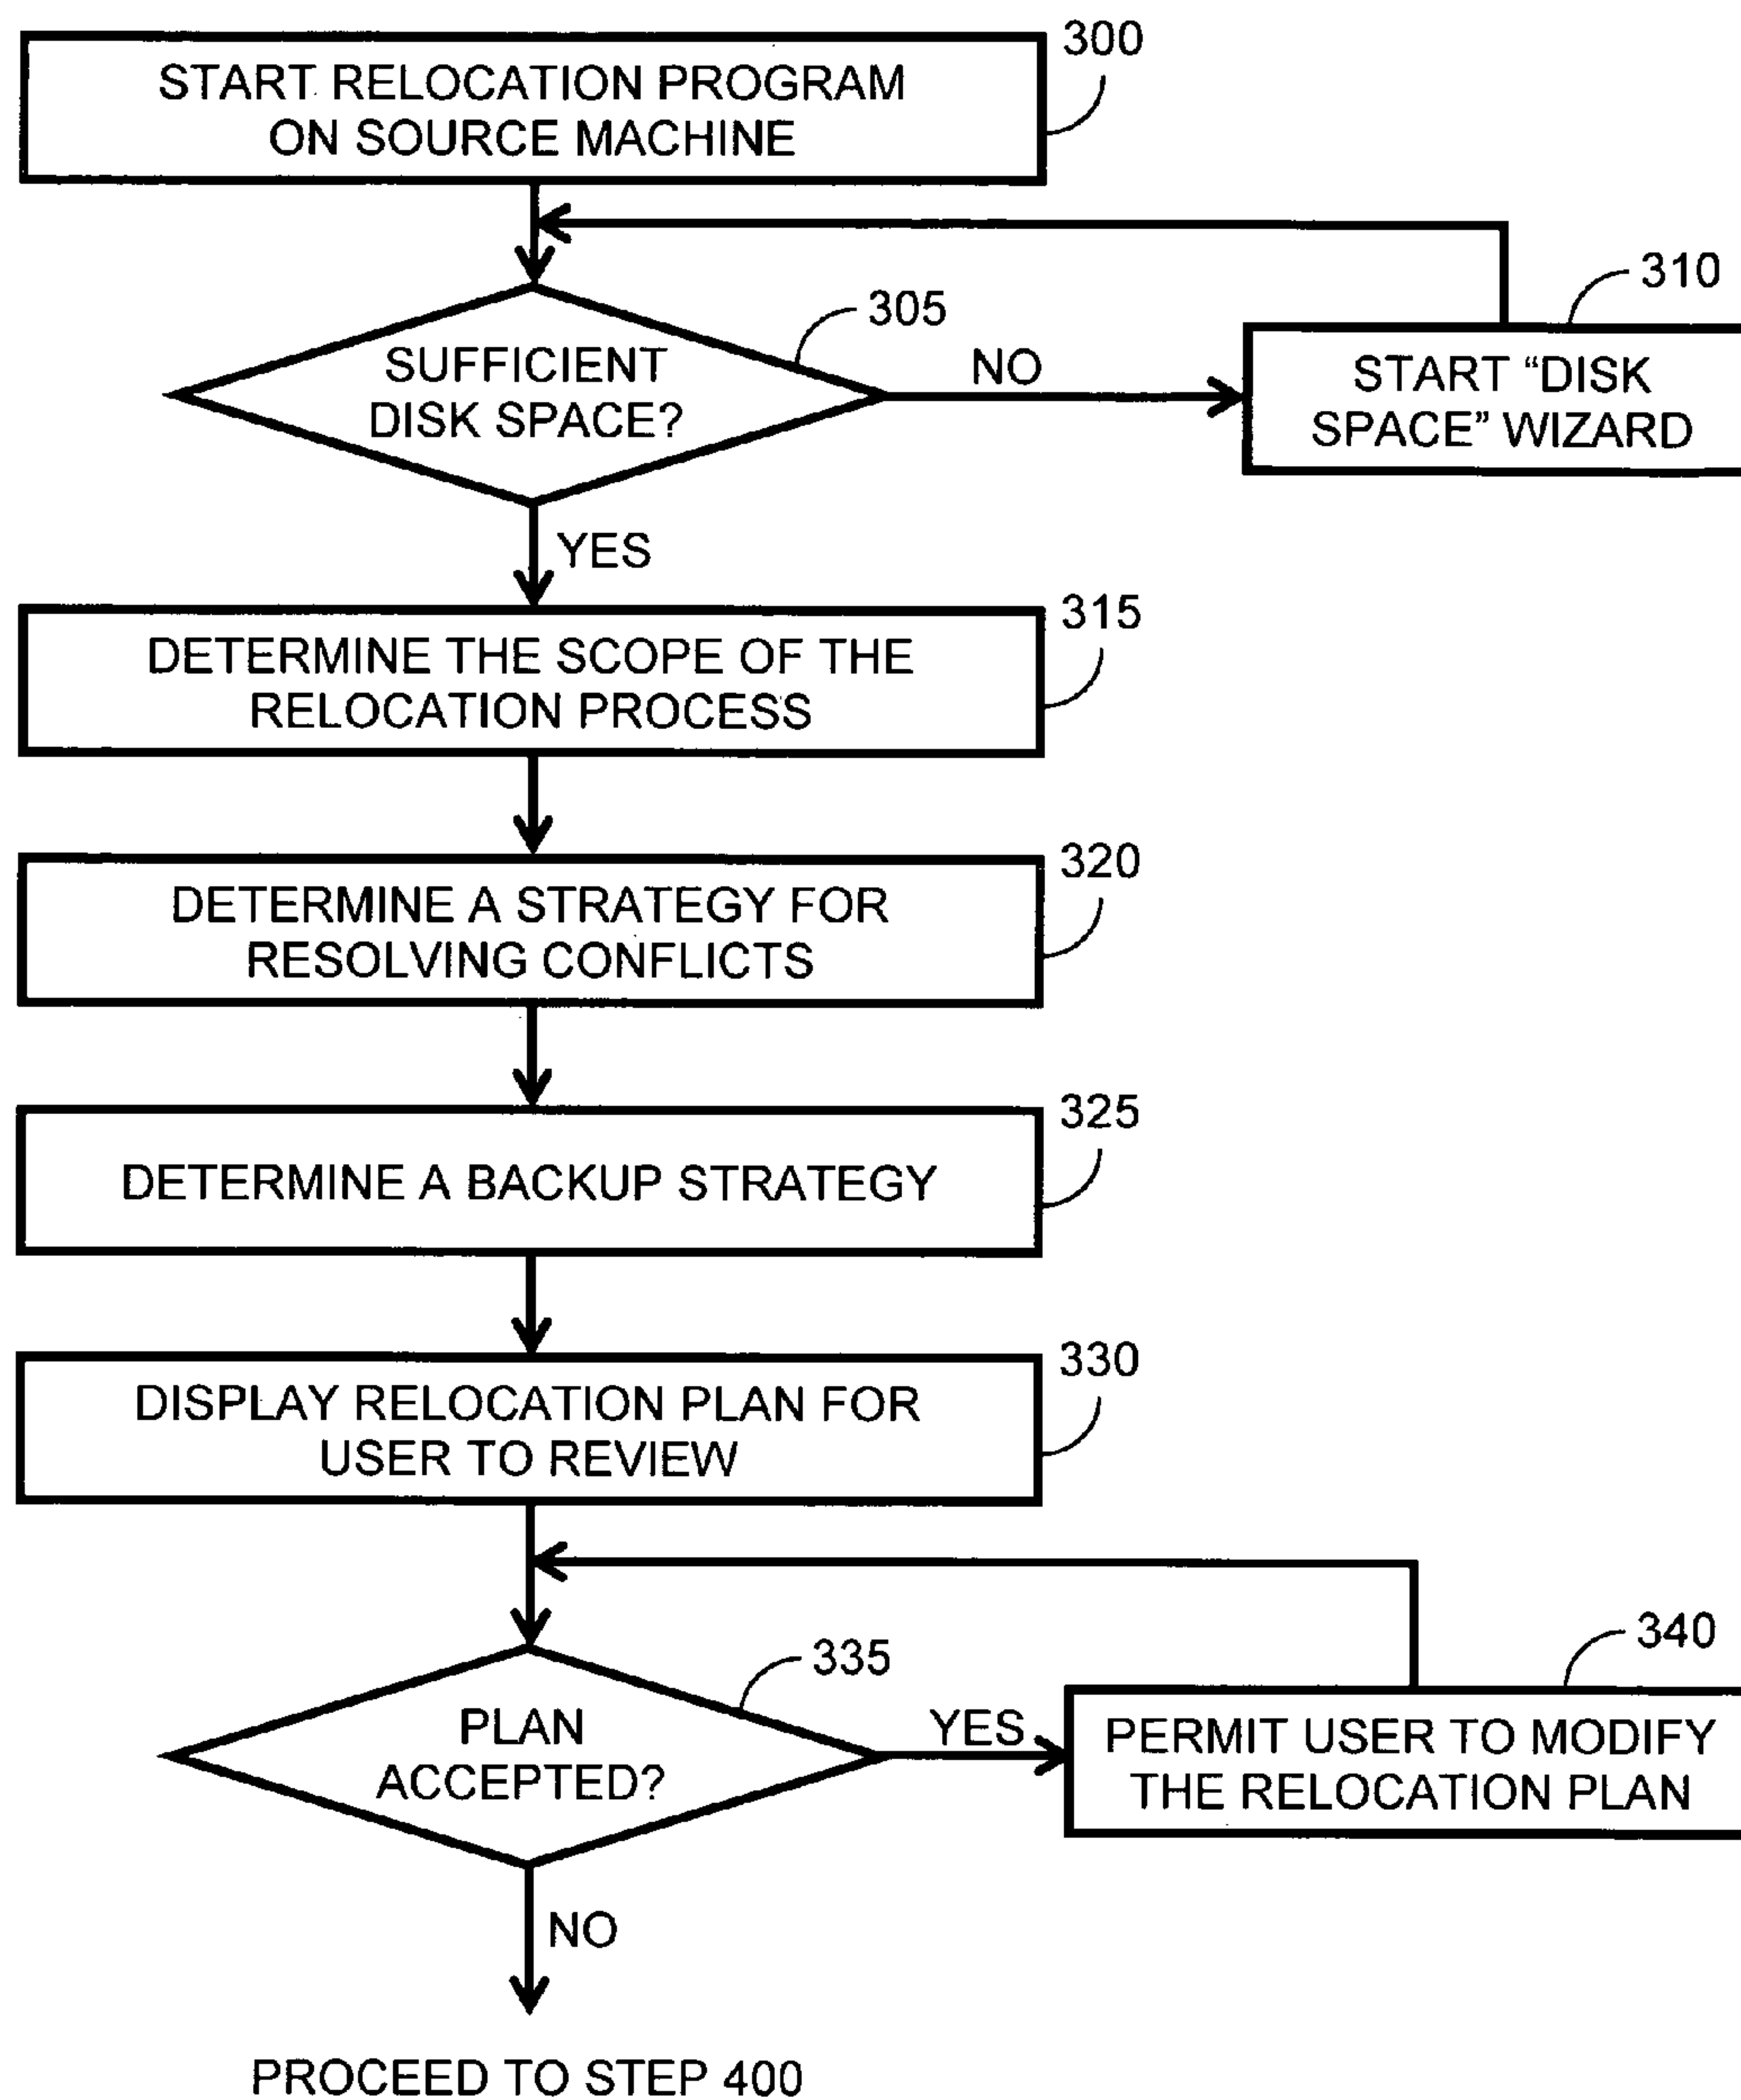 300
START RELOCATION PROGRAM
ON SOURCE MACHINE
305
310
SUFFICIENT
DISK SPACE?
NO
START “DISK
SPACE” WIZARD
YES
315
DETERMINE THE SCOPE OF THE
RELOCATION PROCESS
320
DETERMINE A STRATEGY FOR
RESOLVING CONFLICTS
325
DETERMINE A BACKUP STRATEGY
330
DISPLAY RELOCATION PLAN FOR
USER TO REVIEW
335
340
PLAN
ACCEPTED?
YES
PERMIT USER TO MODIFY
THE RELOCATION PLAN
NO
PROCEED TO STEP 400